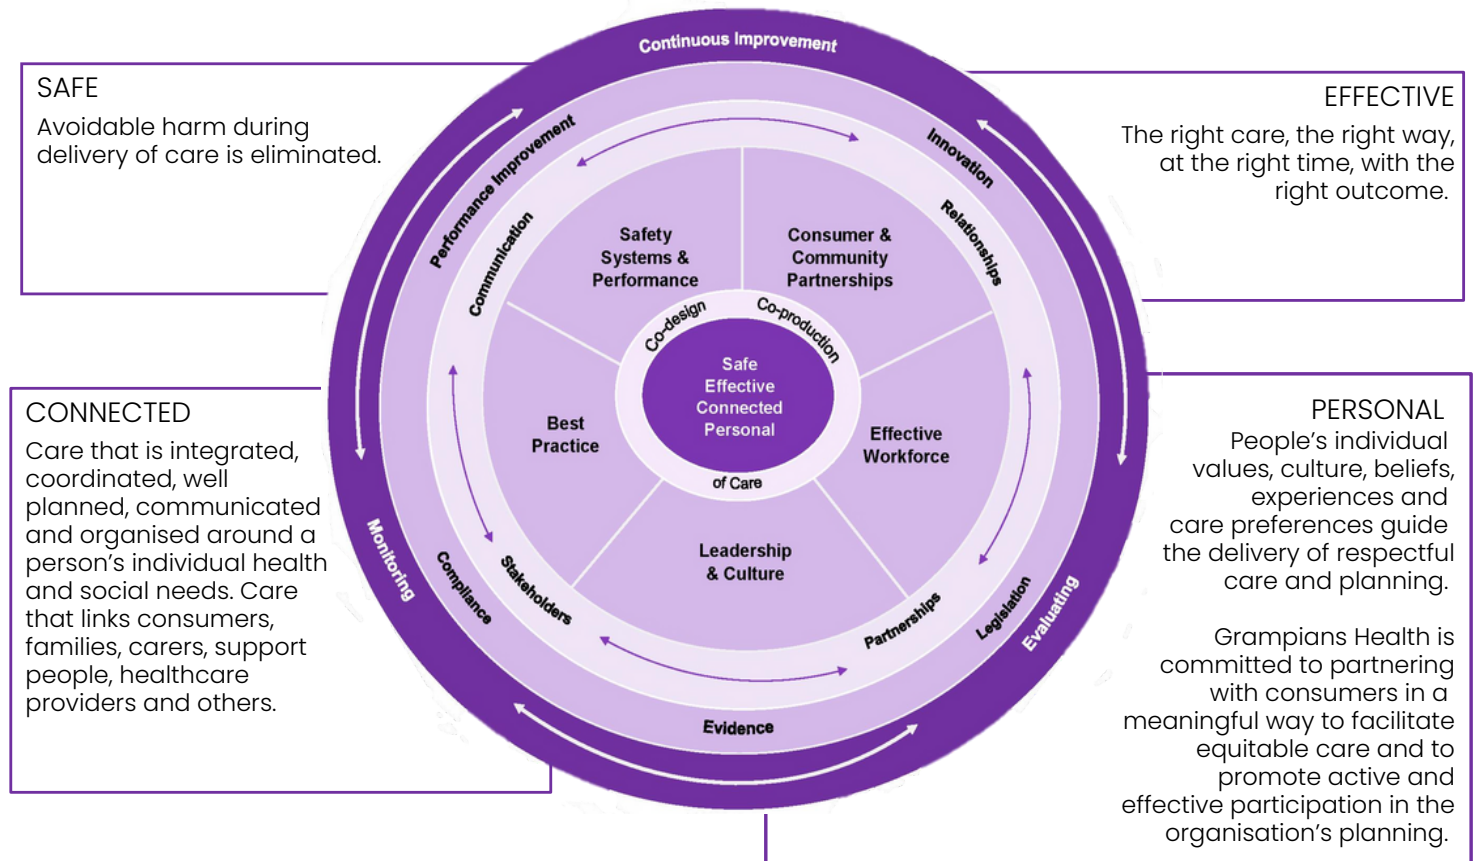 Continuous Improvement
SAFE
Avoidable harm during
delivery of care is eliminated.
EFFECTIVE
The right care, the right way,
at the right time, with the
right outcome.
Performance Improvement
Innovation
Communication
Relationships
Safety
Systems &
Performance
Consumer &
Community
Partnerships
Co-design
Co-production
of Care
Safe
Effective
Connected
Personal
Best
Practice
Effective
Workforce
Leadership
& Culture
CONNECTED
Care that is integrated,
coordinated, well
planned, communicated
and organised around a
person’s individual health
and social needs. Care
that links consumers,
families, carers, support
people, healthcare
providers and others.
PERSONAL
People’s individual
values, culture, beliefs,
experiences and
care preferences guide
the delivery of respectful
care and planning.
Grampians Health is
committed to partnering
with consumers in a
meaningful way to facilitate
equitable care and to
promote active and
effective participation in the
organisation’s planning.
Monitoring
Compliance
Stakeholders
Partnerships
Legislation
Evaluating
Evidence